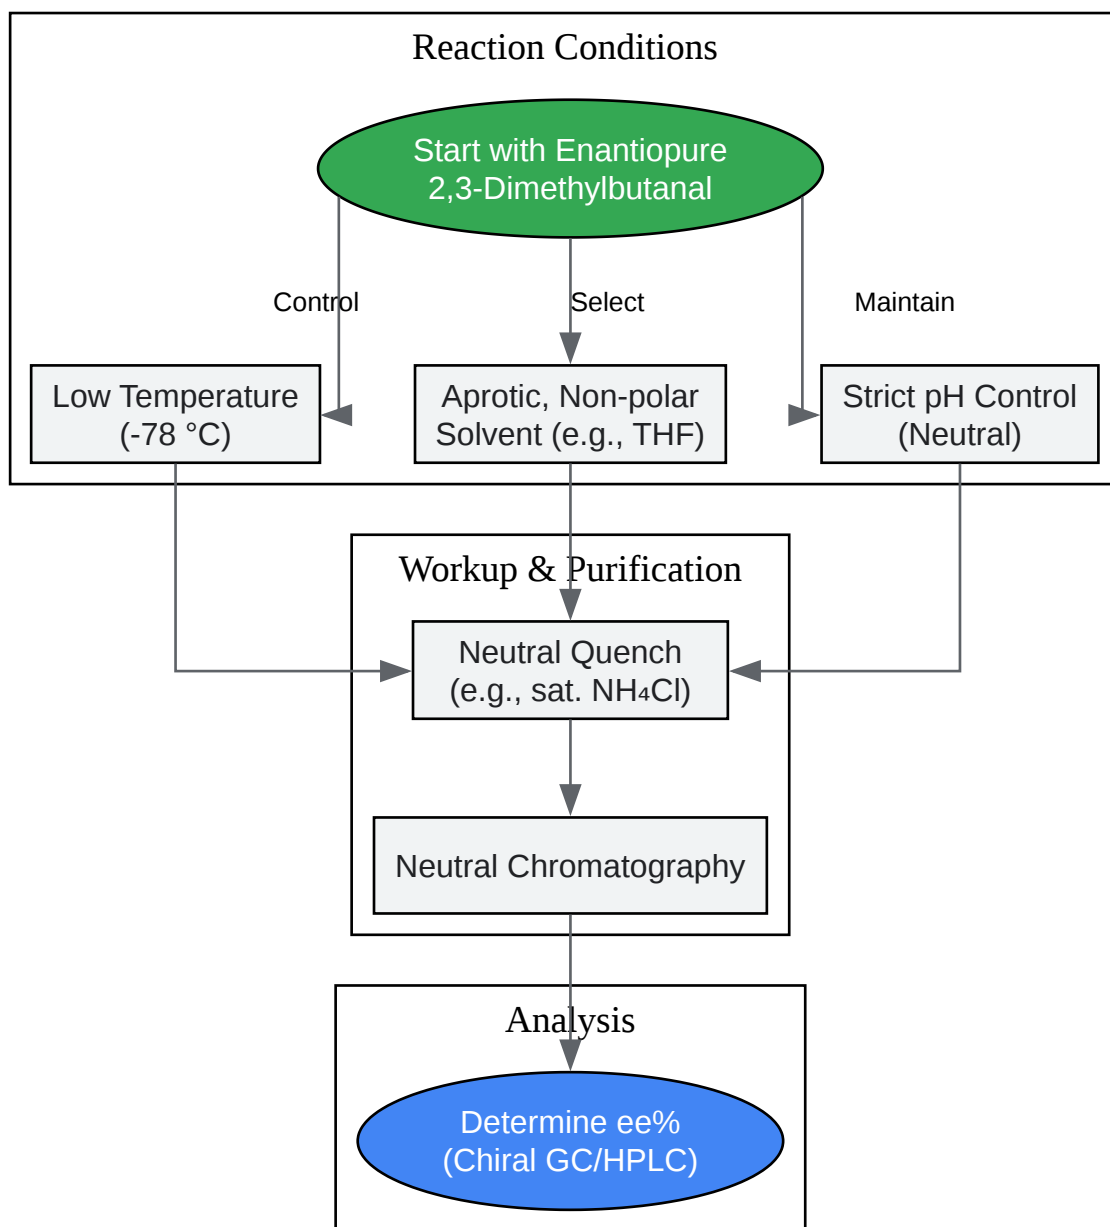 Reaction Conditions
Start with Enantiopure
2,3-Dimethylbutanal
Control
Select
Maintain
Low Temperature
(-78 °C)
Aprotic, Non-polar
Solvent (e.g., THF)
Strict pH Control
(Neutral)
Workup & Purification
Neutral Quench
(e.g., sat. NH₄Cl)
Neutral Chromatography
Analysis
Determine ee%
(Chiral GC/HPLC)